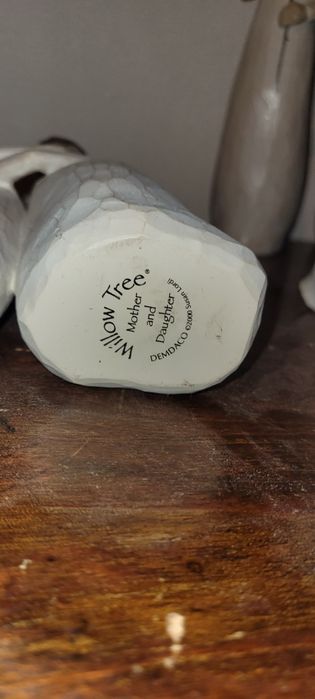 Willow Tree®
Mother
and
Daughter
DEMDACO ©2000 Susan Lordi